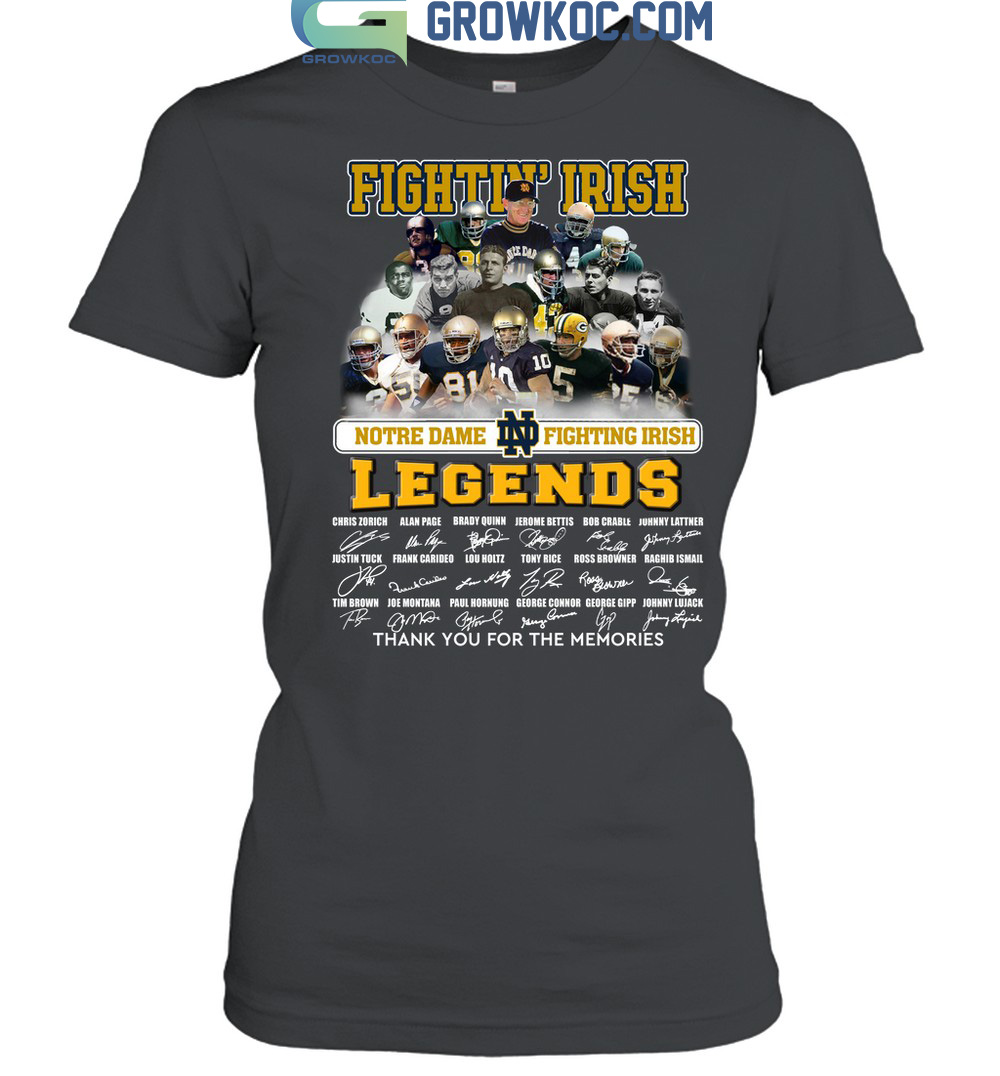 GROWKOC.COM
GROWKOC
FIGHTIN' IRISH
NOTRE DAME ND FIGHTING IRISH
LEGENDS
CHRIS ZORICH ALAN PAGE BRADY QUINN JEROME BETTIS BOB CRABLE JOHNNY LATTNER
JUSTIN TUCK FRANK CARIDEO LOU HOLTZ TONY RICE ROSS BROWNER RAGHIB ISMAIL
TIM BROWN JOE MONTANA PAUL HORNUNG GEORGE CONNOR GEORGE GIPP JOHNNY LUJACK
THANK YOU FOR THE MEMORIES